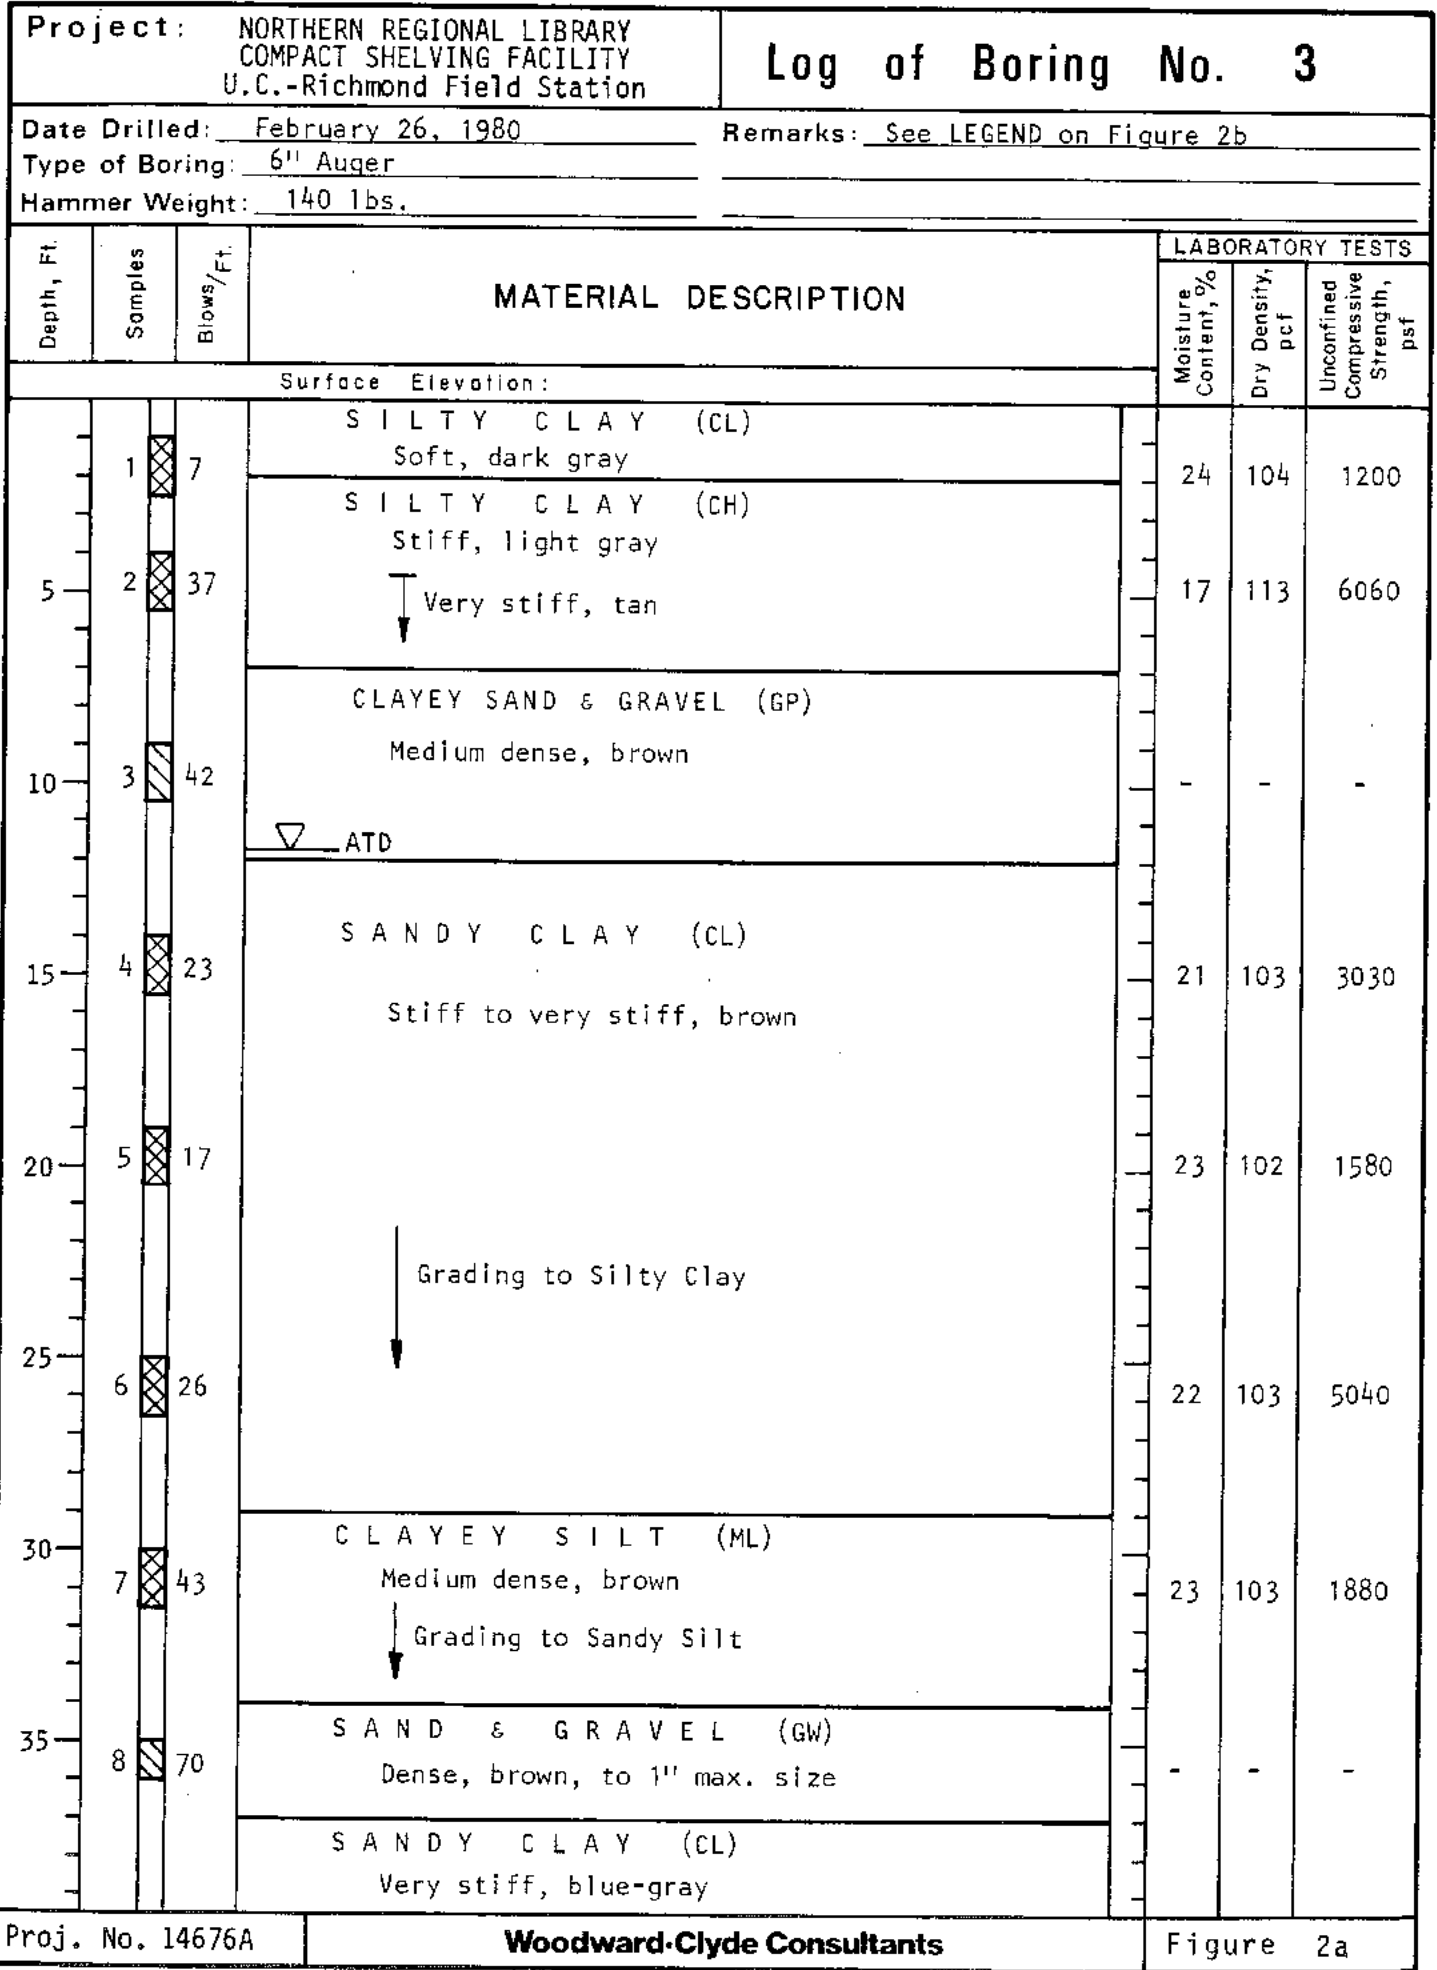 Project: NORTHERN REGIONAL LIBRARY
COMPACT SHELVING FACILITY
U.C.-Richmond Field Station
Log of Boring No. 3
Date Drilled: February 26, 1980
Remarks: See LEGEND on Figure 2b
Type of Boring: 6" Auger
Hammer Weight: 140 lbs.
Depth, Ft.
Samples
Blows/Ft.
MATERIAL DESCRIPTION
LABORATORY TESTS
Moisture Content, %
Dry Density, pcf
Unconfined Compressive Strength, psf
Surface Elevation:
SILTY CLAY (CL)
Soft, dark gray
1 7 24 104 1200
SILTY CLAY (CH)
Stiff, light gray
5 2 37 17 113 6060
Very stiff, tan
CLAYEY SAND & GRAVEL (GP)
Medium dense, brown
10 3 42 - - -
ATD
SANDY CLAY (CL)
15 4 23 21 103 3030
Stiff to very stiff, brown
20 5 17 23 102 1580
Grading to Silty Clay
25
6 26 22 103 5040
CLAYEY SILT (ML)
30
Medium dense, brown
7 43 23 103 1880
Grading to Sandy Silt
SAND & GRAVEL (GW)
35
8 70 - - -
Dense, brown, to 1" max. size
SANDY CLAY (CL)
Very stiff, blue-gray
Proj. No. 14676A
Woodward-Clyde Consultants
Figure 2a